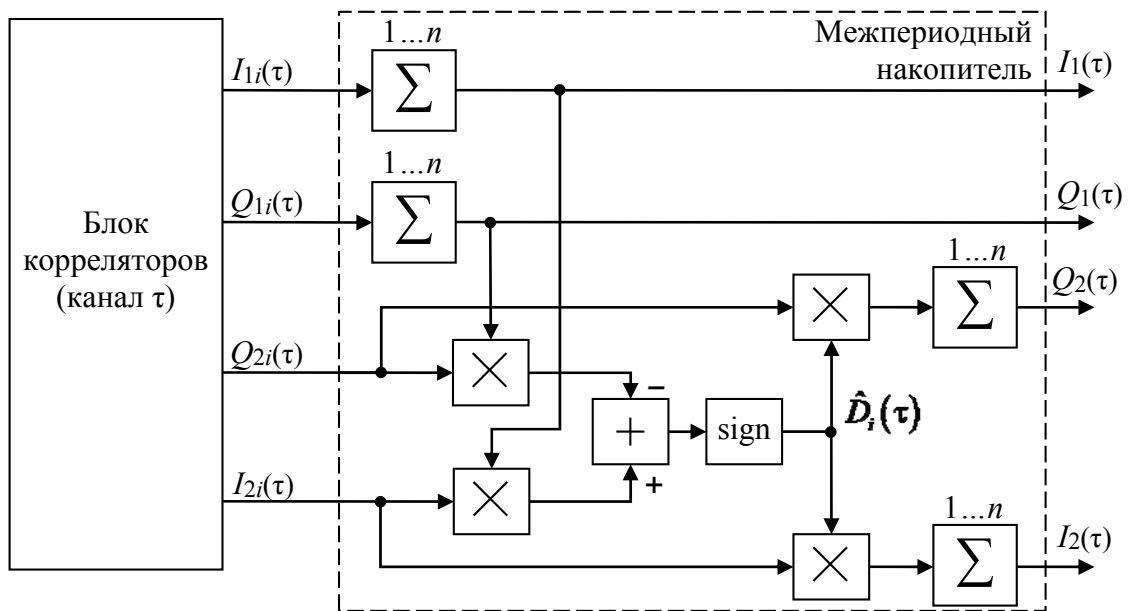 1...n
Межпериодный
накопитель
I1i(τ)
I1(τ)
Σ
1...n
Q1i(τ)
Q1(τ)
Σ
Блок
корреляторов
(канал τ)
1...n
Q2(τ)
×
Σ
Q2i(τ)
×
−
+
sign
D̂i(τ)
+
I2i(τ)
×
1...n
I2(τ)
×
Σ